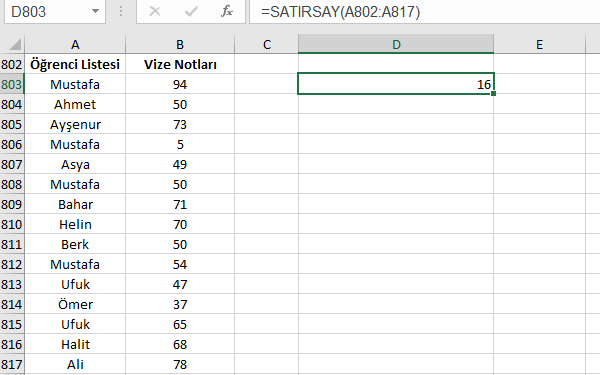 D803 fx =SATIRSAY(A802:A817)
A B C D E
802 Öğrenci Listesi Vize Notları
803 Mustafa 94 16
804 Ahmet 50
805 Ayşenur 73
806 Mustafa 5
807 Asya 49
808 Mustafa 50
809 Bahar 71
810 Helin 70
811 Berk 50
812 Mustafa 54
813 Ufuk 47
814 Ömer 37
815 Ufuk 65
816 Halit 68
817 Ali 78